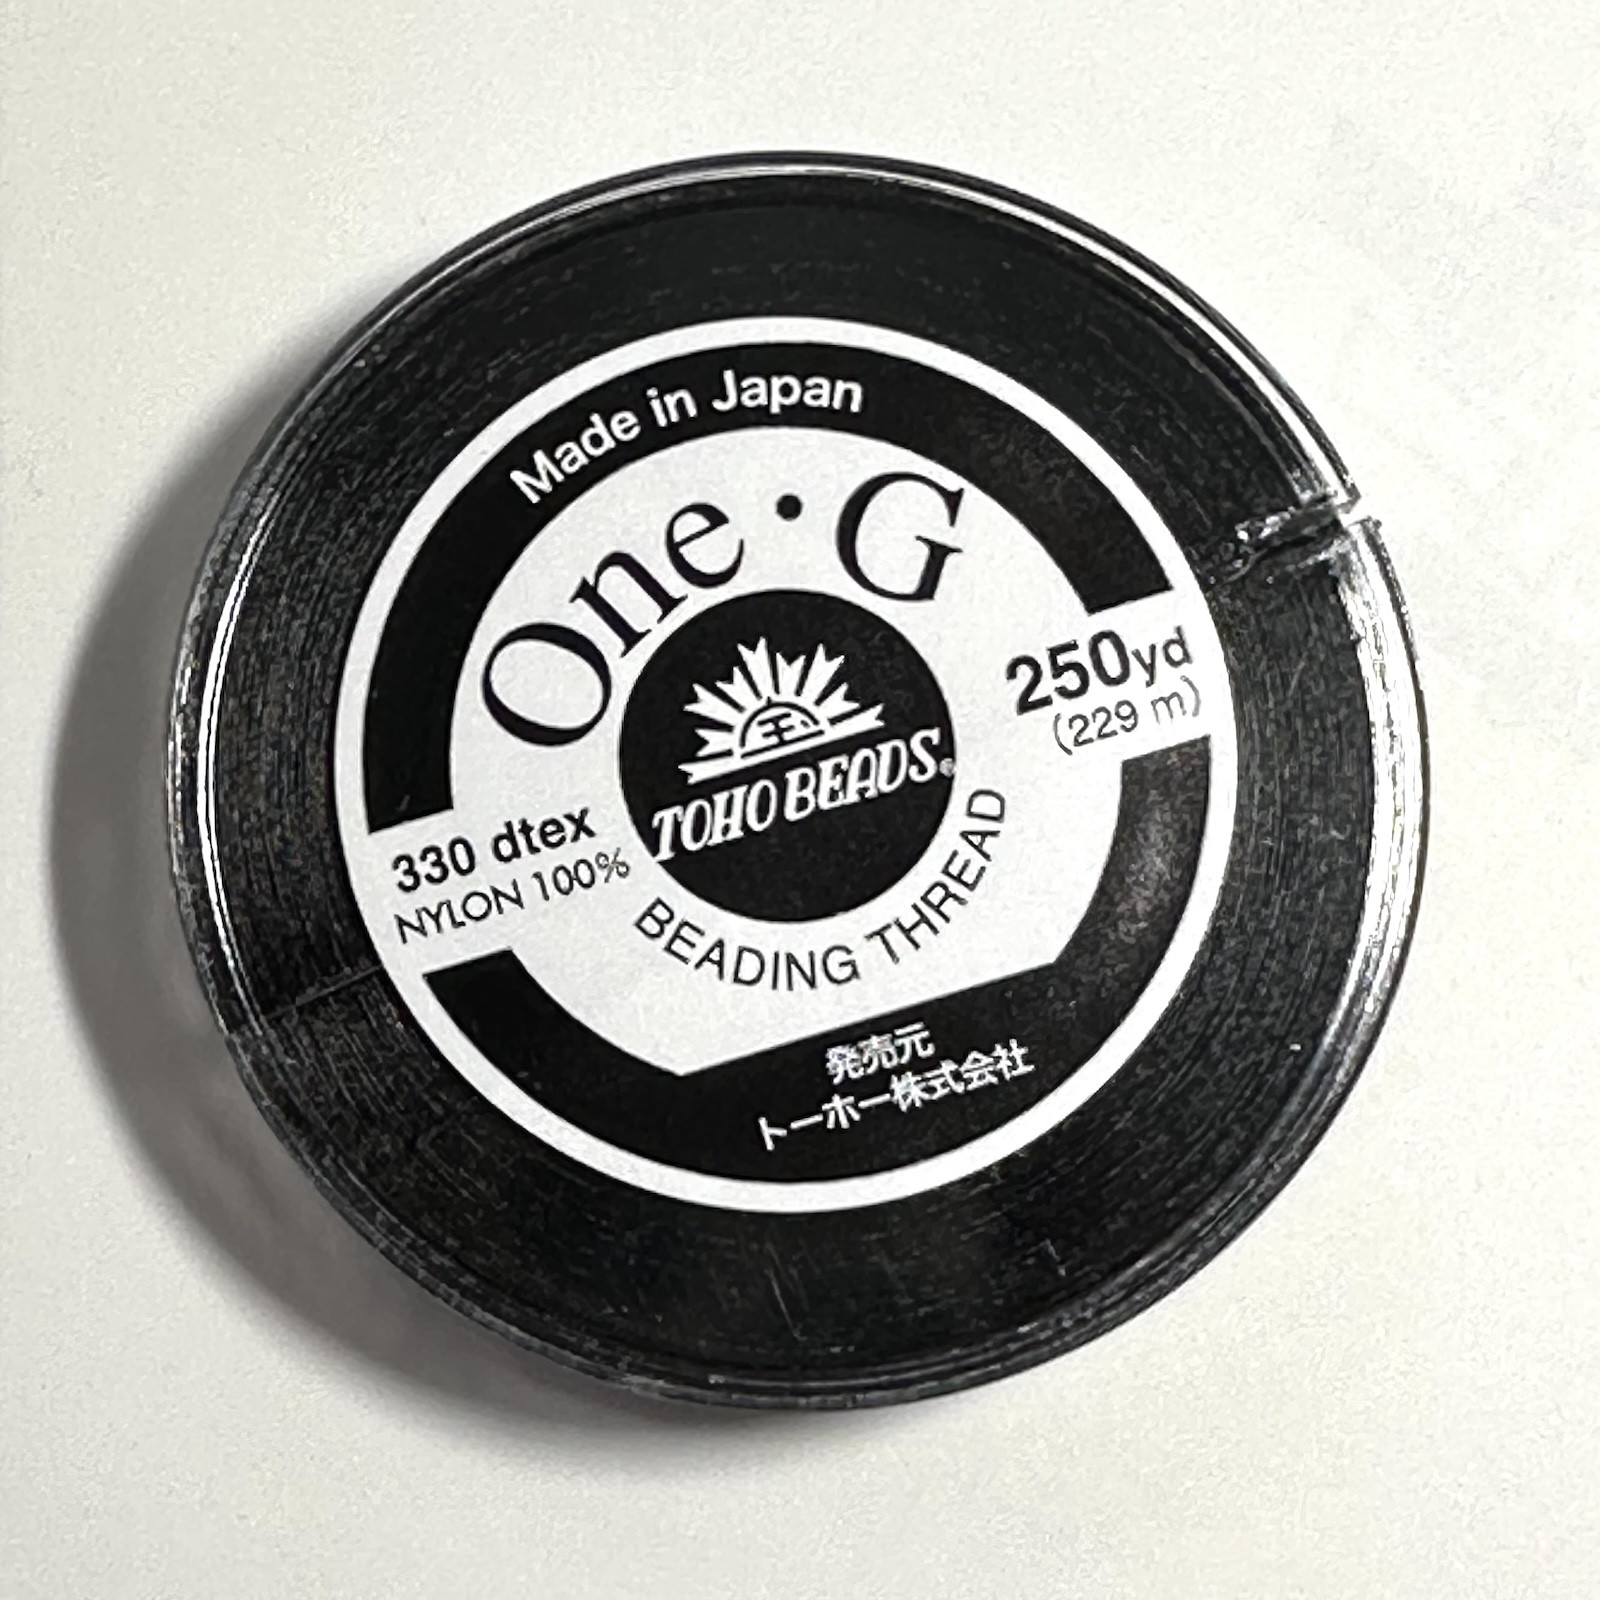 Made in Japan
One·G
250yd
(229 m)
玉
TOHO BEADS®
330 dtex
NYLON 100%
BEADING THREAD
発売元
トーホー株式会社